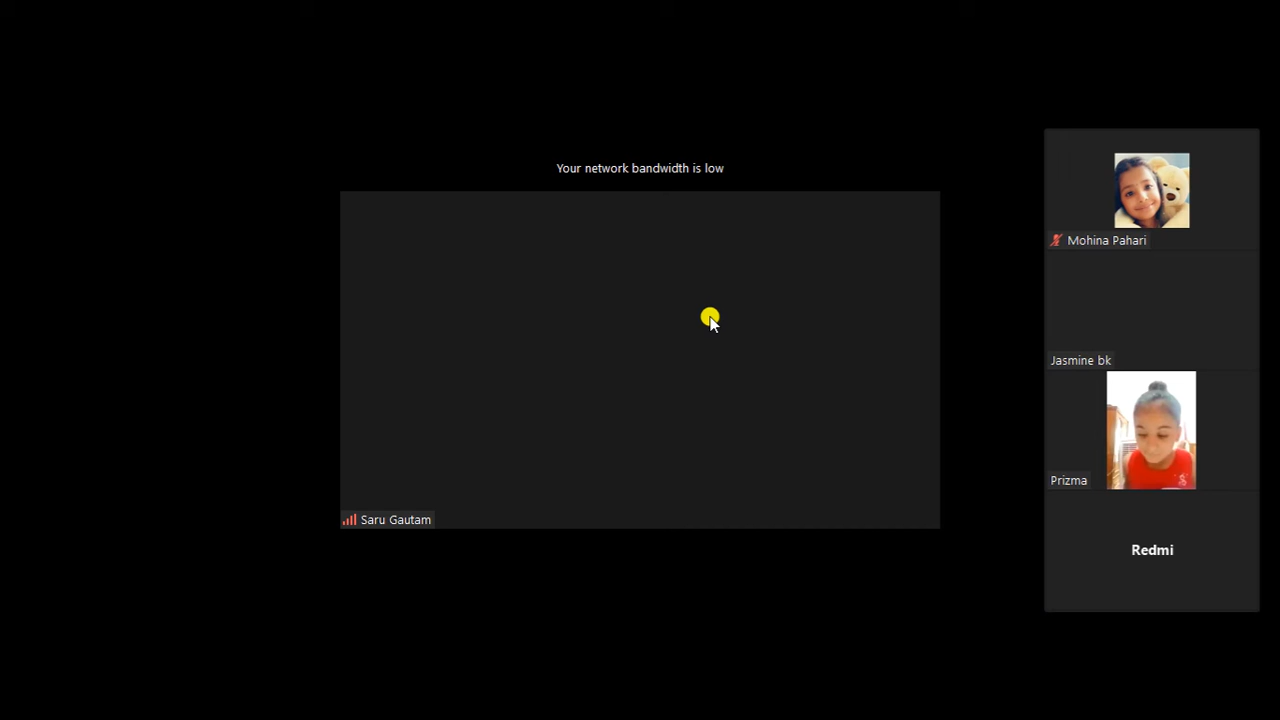 Your network bandwidth is low
Saru Gautam
Mohina Pahari
Jasmine bk
Prizma
Redmi